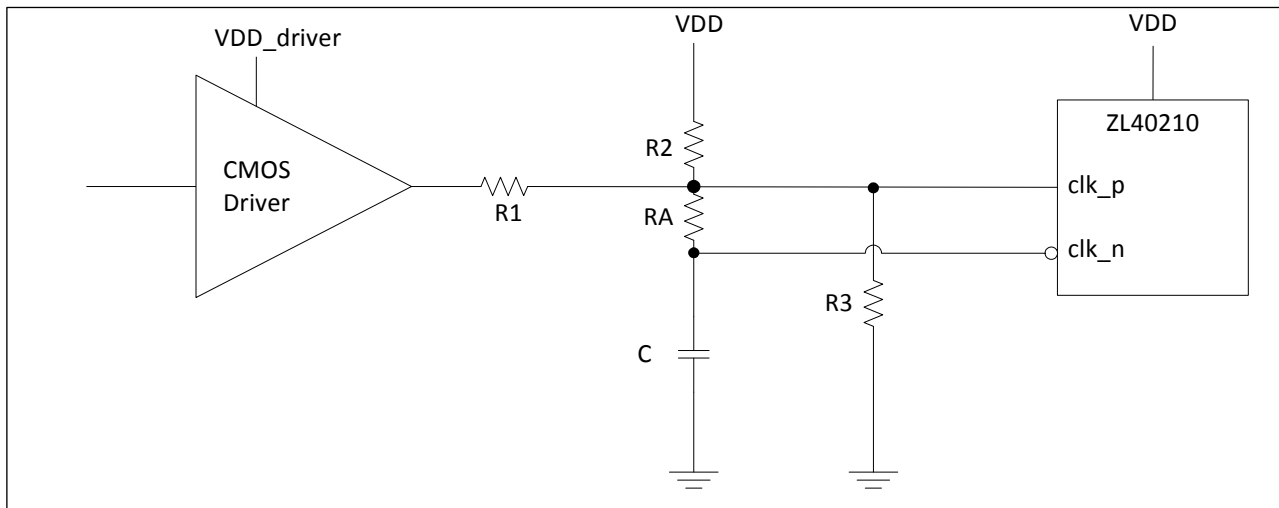 VDD_driver
VDD
VDD
CMOS
Driver
R1
R2
RA
C
R3
ZL40210
clk_p
clk_n